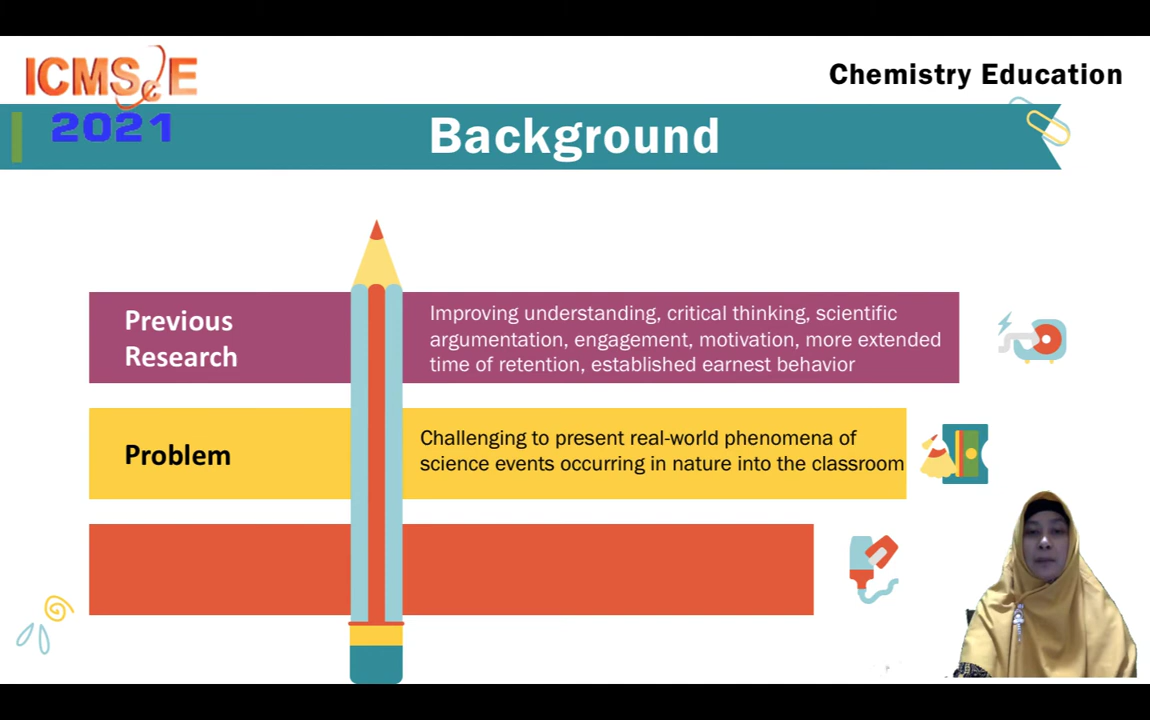 ICMScE
2021
Chemistry Education
Background
Previous
Research
Improving understanding, critical thinking, scientific
argumentation, engagement, motivation, more extended
time of retention, established earnest behavior
Problem
Challenging to present real-world phenomena of
science events occurring in nature into the classroom